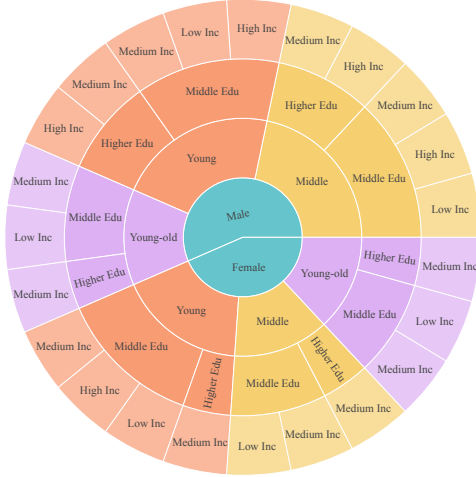 Low Inc
High Inc
Medium Inc
Medium Inc
Medium Inc
High Inc
Medium Inc
Middle Edu
Higher Edu
Medium Inc
High Inc
Higher Edu
Young
Middle
Middle Edu
High Inc
Medium Inc
Middle Edu
Young-old
Male
Low Inc
Low Inc
Higher Edu
Female
Young-old
Higher Edu
Medium Inc
Medium Inc
Young
Middle
Middle Edu
Low Inc
Medium Inc
Middle Edu
Higher Edu
Middle Edu
Higher Edu
Medium Inc
High Inc
Medium Inc
Low Inc
Medium Inc
Low Inc
Medium Inc